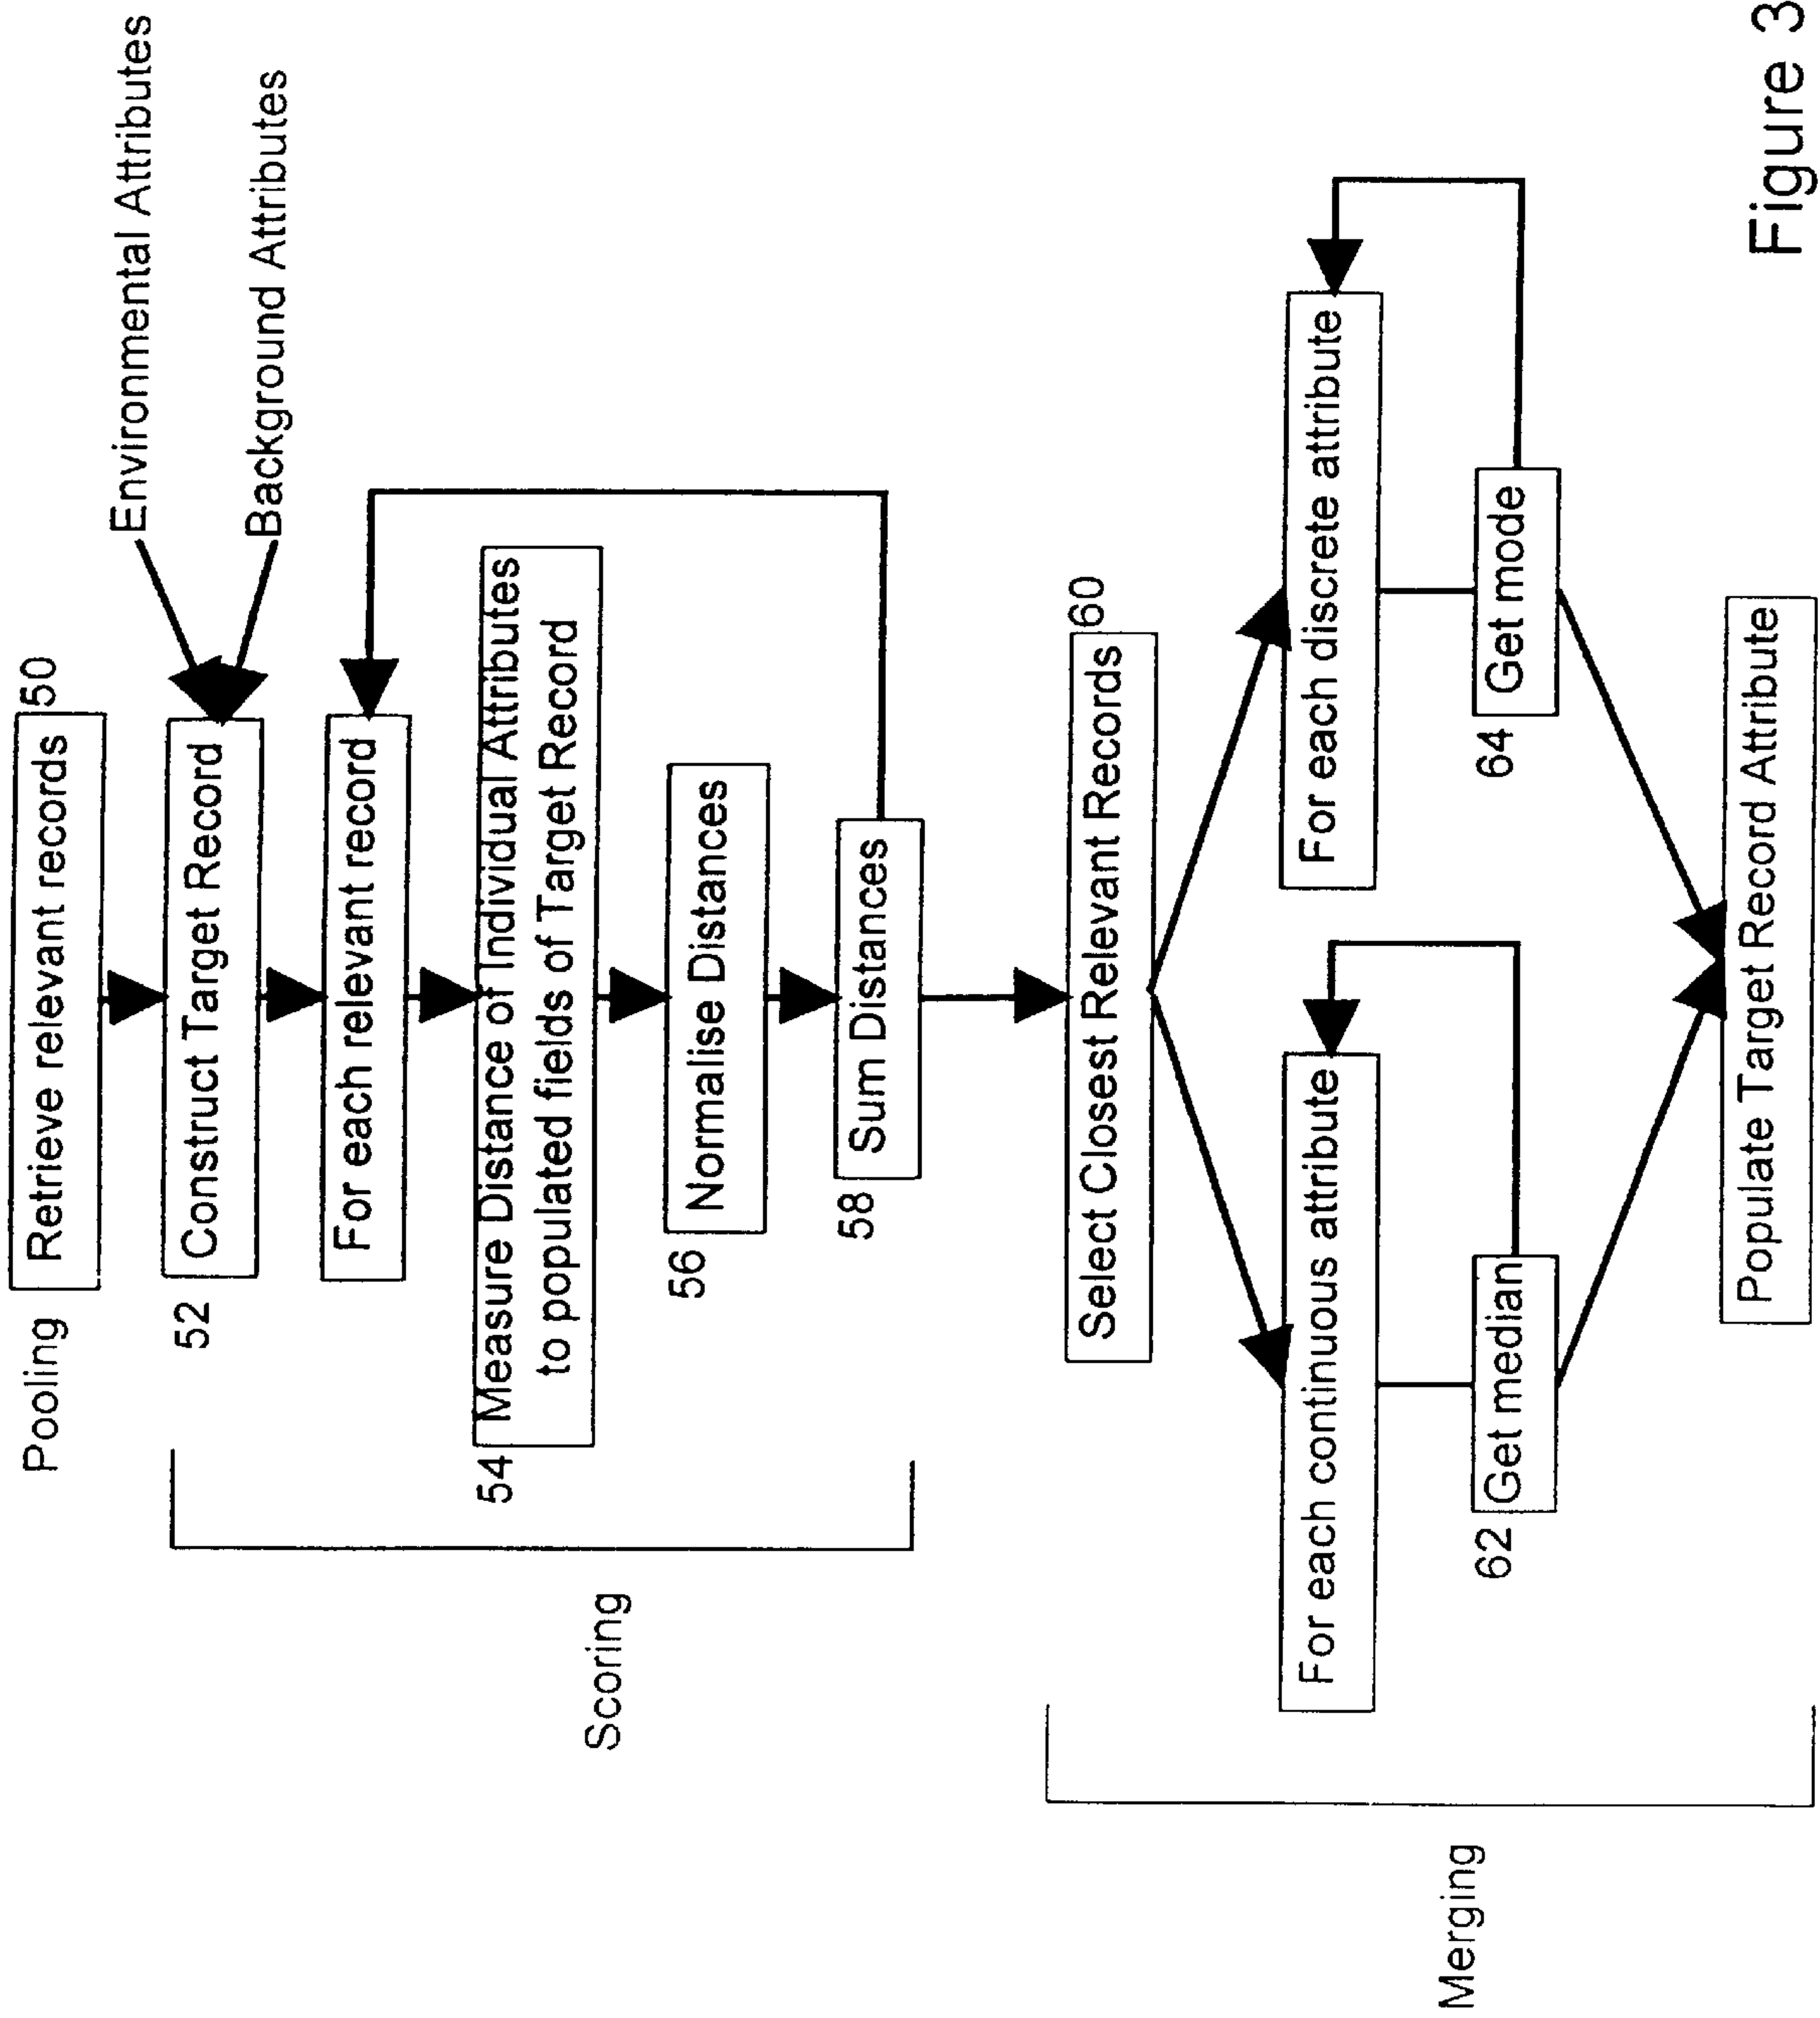 Pooling
Retrieve relevant records
50
Environmental Attributes
52
Construct Target Record
Background Attributes
For each relevant record
Scoring
54
Measure Distance of Individual Attributes
to populated fields of Target Record
56
Normalise Distances
58
Sum Distances
Merging
Select Closest Relevant Records
60
For each continuous attribute
For each discrete attribute
62
Get median
64
Get mode
Populate Target Record Attribute
Figure 3